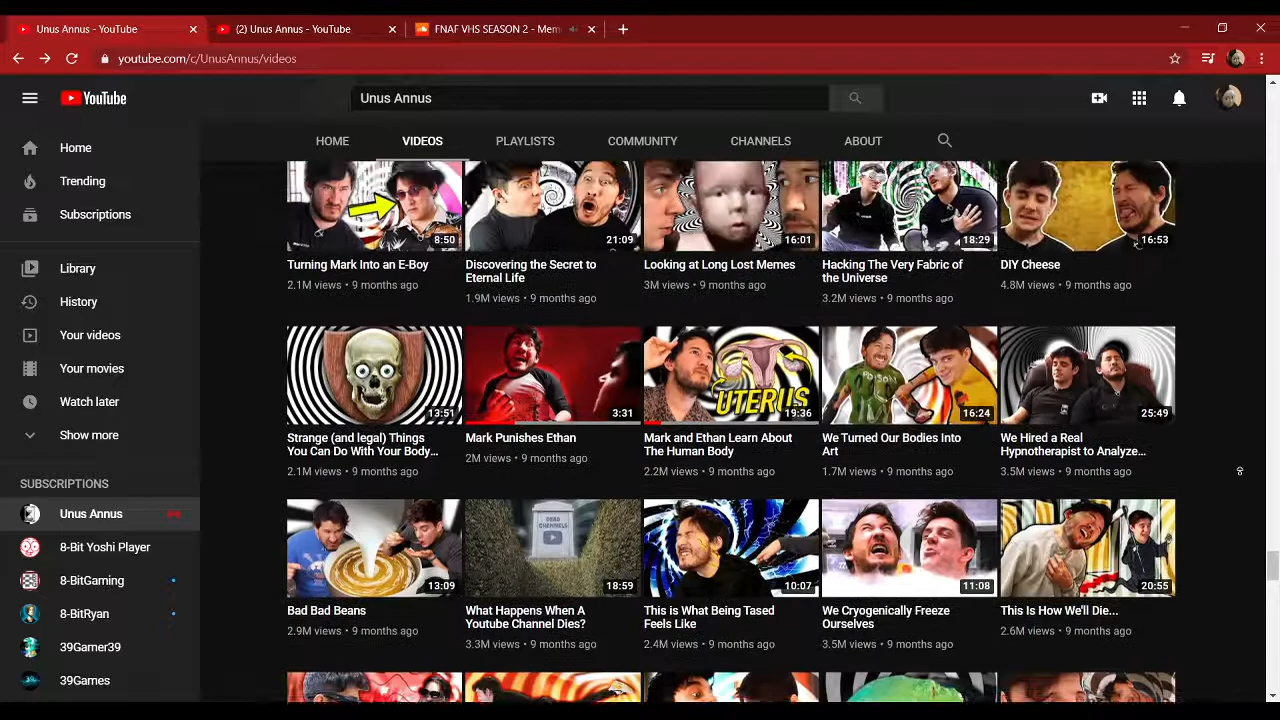 Unus Annus - YouTube
(2) Unus Annus - YouTube
FNAF VHS SEASON 2 - Mem
youtube.com/c/UnusAnnus/videos
YouTube
Unus Annus
Home
Trending
Subscriptions
Library
History
Your videos
Your movies
Watch later
Show more
SUBSCRIPTIONS
Unus Annus
8-Bit Yoshi Player
8-BitGaming
8-BitRyan
39Gamer39
39Games
HOME VIDEOS PLAYLISTS COMMUNITY CHANNELS ABOUT
8:50
Turning Mark Into an E-Boy
2.1M views • 9 months ago
21:09
Discovering the Secret to
Eternal Life
1.9M views • 9 months ago
16:01
Looking at Long Lost Memes
3M views • 9 months ago
18:29
Hacking The Very Fabric of
the Universe
3.2M views • 9 months ago
16:53
DIY Cheese
4.8M views • 9 months ago
13:51
Strange (and legal) Things
You Can Do With Your Body...
2.1M views • 9 months ago
3:31
Mark Punishes Ethan
2M views • 9 months ago
UTERUS
19:36
Mark and Ethan Learn About
The Human Body
2.2M views • 9 months ago
POISON
16:24
We Turned Our Bodies Into
Art
1.7M views • 9 months ago
25:49
We Hired a Real
Hypnotherapist to Analyze...
3.5M views • 9 months ago
13:09
Bad Bad Beans
2.9M views • 9 months ago
DEAD
CHANNELS
18:59
What Happens When A
Youtube Channel Dies?
3.3M views • 9 months ago
10:07
This is What Being Tased
Feels Like
2.4M views • 9 months ago
11:08
We Cryogenically Freeze
Ourselves
3.5M views • 9 months ago
20:55
This Is How We'll Die...
2.6M views • 9 months ago